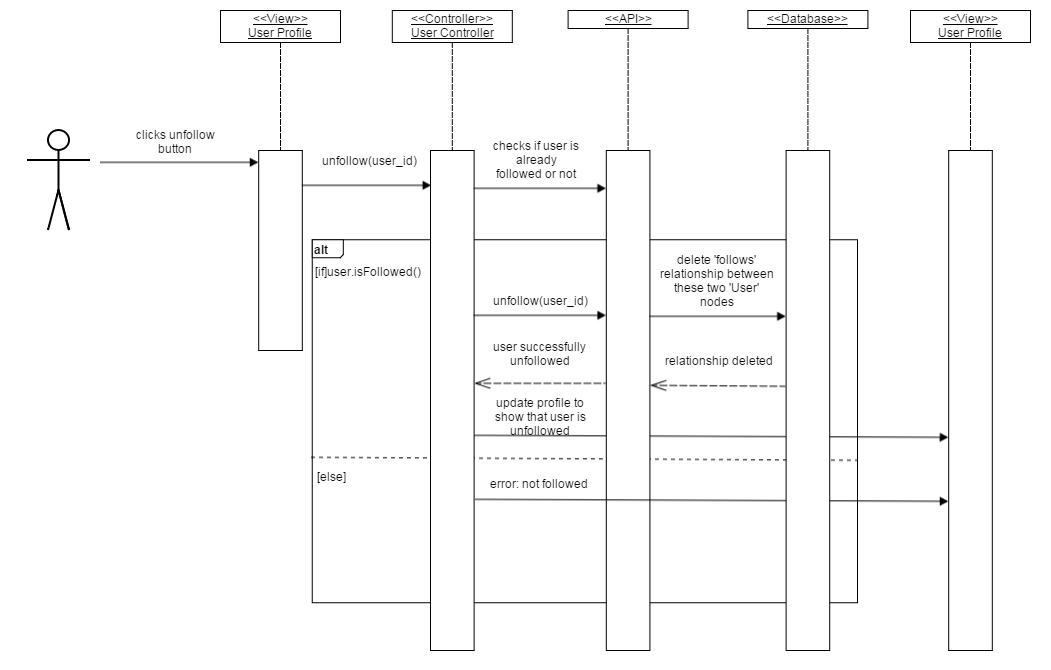 <<View>>
User Profile
<<Controller>>
User Controller
<<API>>
<<Database>>
<<View>>
User Profile
clicks unfollow
button
unfollow(user_id)
checks if user is
already
followed or not
alt
[if]user.isFollowed()
delete 'follows'
relationship between
these two 'User'
nodes
unfollow(user_id)
user successfully
unfollowed
relationship deleted
update profile to
show that user is
unfollowed
[else]
error: not followed